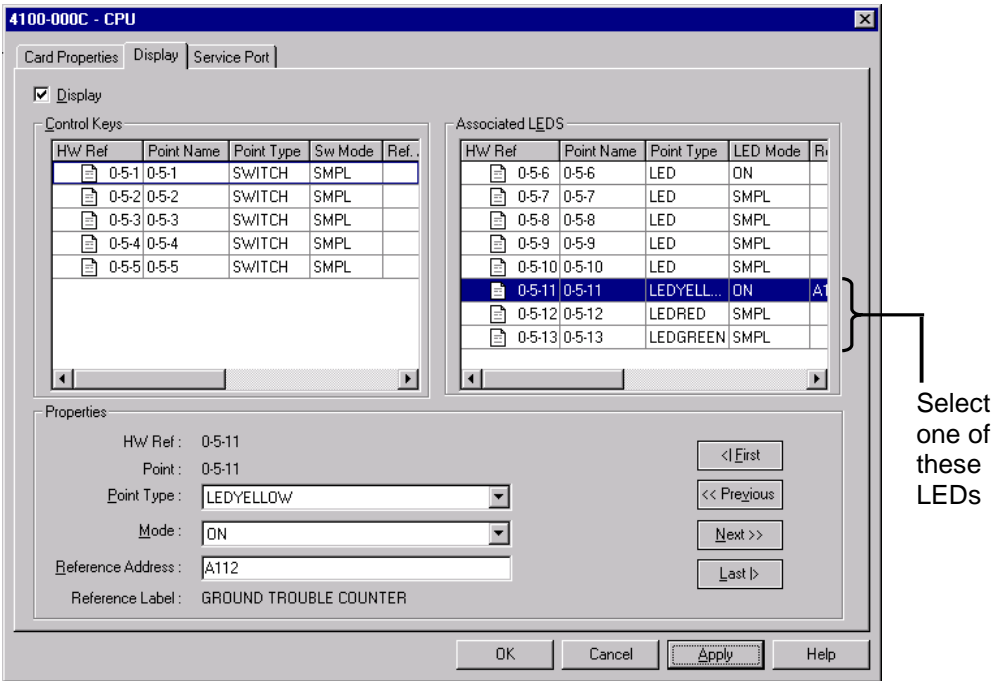 4100-000C - CPU
Card Properties Display Service Port
Display
Control Keys
HW Ref Point Name Point Type Sw Mode Ref. .
0-5-1 0-5-1 SWITCH SMPL
0-5-2 0-5-2 SWITCH SMPL
0-5-3 0-5-3 SWITCH SMPL
0-5-4 0-5-4 SWITCH SMPL
0-5-5 0-5-5 SWITCH SMPL
Associated LEDS
HW Ref Point Name Point Type LED Mode
0-5-6 0-5-6 LED ON
0-5-7 0-5-7 LED SMPL
0-5-8 0-5-8 LED SMPL
0-5-9 0-5-9 LED SMPL
0-5-10 0-5-10 LED SMPL
0-5-11 0-5-11 LEDYELL... ON A1
0-5-12 0-5-12 LEDRED SMPL
0-5-13 0-5-13 LEDGREEN SMPL
Select
one of
these
LEDs
Properties
HW Ref : 0-5-11
Point : 0-5-11
Point Type : LEDYELLOW
Mode : ON
Reference Address : A112
Reference Label : GROUND TROUBLE COUNTER
<| First
<< Previous
Next >>
Last |>
OK Cancel Apply Help